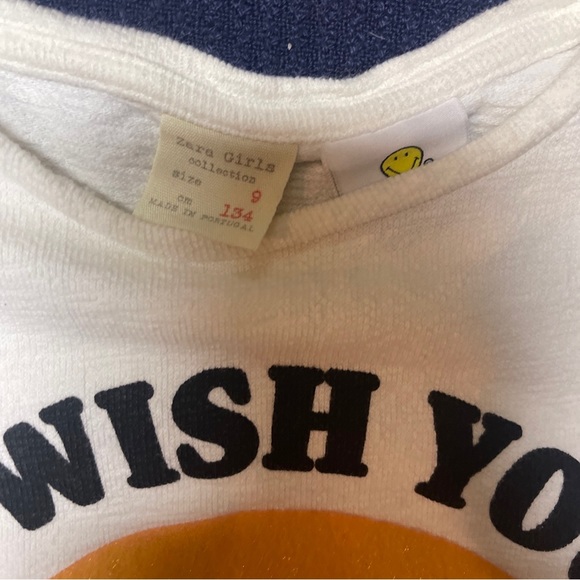 Zara Girls
collection
size 9
cm 134
MADE IN PORTUGAL
WISH YO